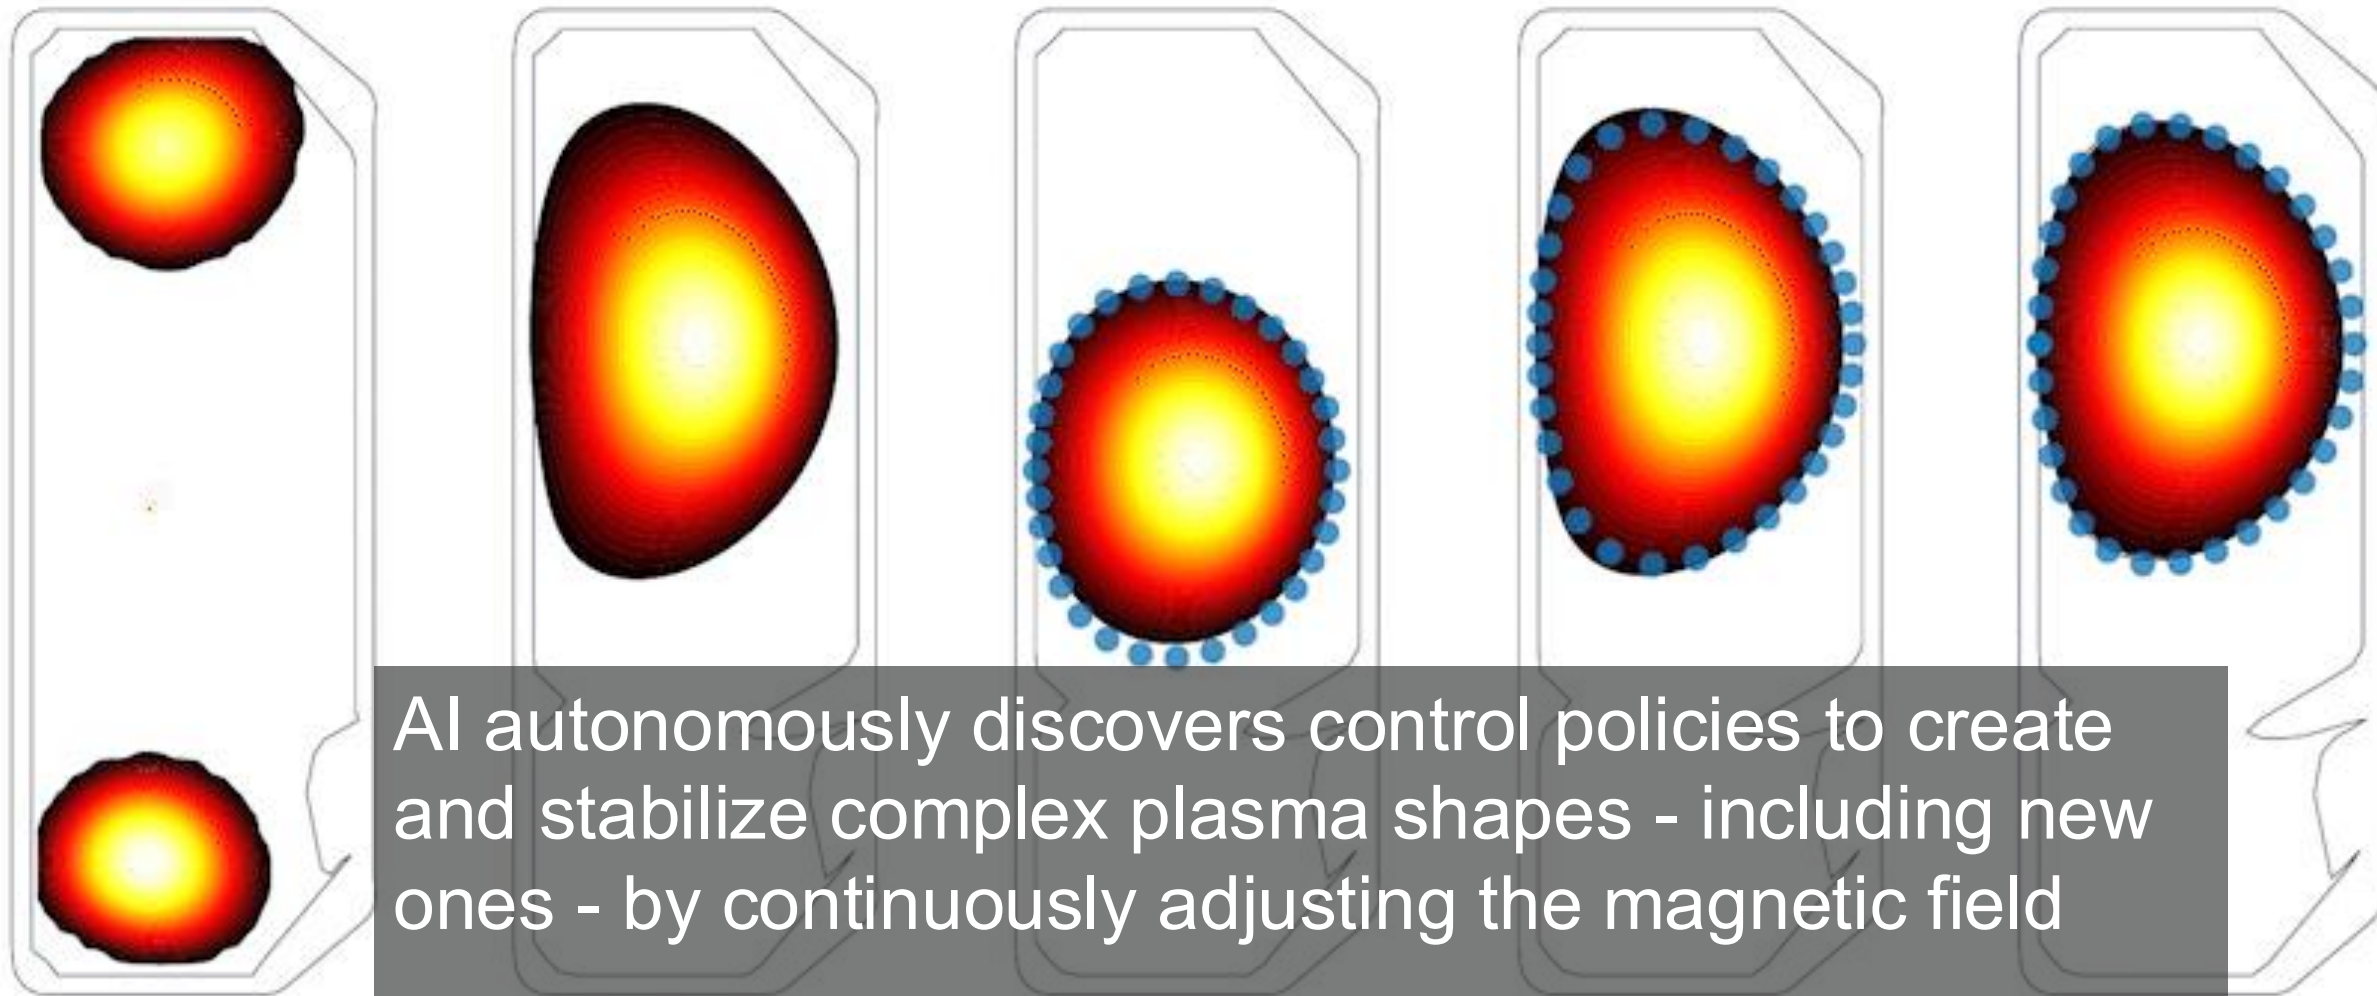 AI autonomously discovers control policies to create
and stabilize complex plasma shapes - including new
ones - by continuously adjusting the magnetic field